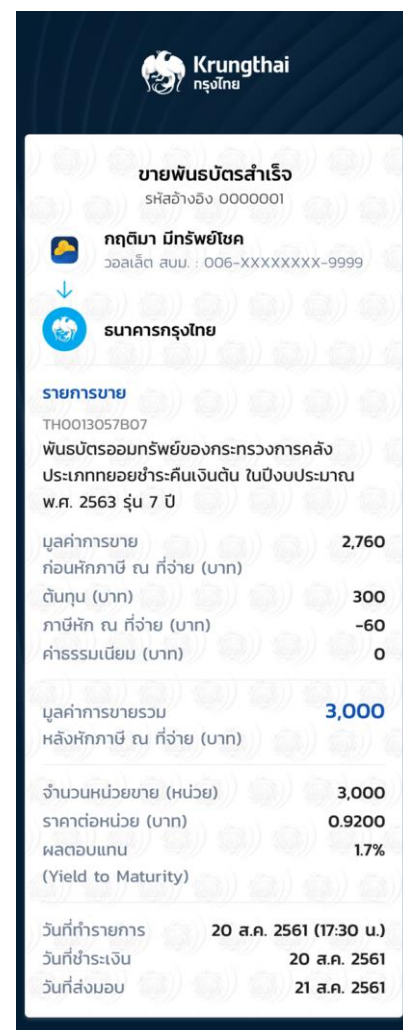 Krungthai
กรุงไทย
ขายพันธบัตรสำเร็จ
รหัสอ้างอิง 0000001
กฤติมา มีทรัพย์โชค
วอลเล็ต สบม. : 006-XXXXXXXX-9999
ธนาคารกรุงไทย
รายการขาย
TH0013057B07
พันธบัตรออมทรัพย์ของกระทรวงการคลัง
ประเภททยอยชำระคืนเงินต้น ในปีงบประมาณ
พ.ศ. 2563 รุ่น 7 ปี
มูลค่าการขาย 2,760
ก่อนหักภาษี ณ ที่จ่าย (บาท)
ต้นทุน (บาท) 300
ภาษีหัก ณ ที่จ่าย (บาท) -60
ค่าธรรมเนียม (บาท) 0
มูลค่าการขายรวม 3,000
หลังหักภาษี ณ ที่จ่าย (บาท)
จำนวนหน่วยขาย (หน่วย) 3,000
ราคาต่อหน่วย (บาท) 0.9200
ผลตอบแทน 1.7%
(Yield to Maturity)
วันที่ทำรายการ 20 ส.ค. 2561 (17:30 น.)
วันที่ชำระเงิน 20 ส.ค. 2561
วันที่ส่งมอบ 21 ส.ค. 2561